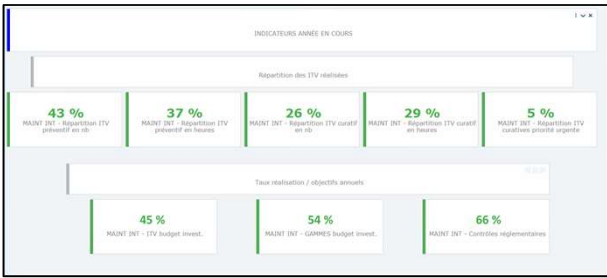 INDICATEURS ANNÉE EN COURS
Répartition des ITV réalisées
43 %
MAINT INT - Répartition ITV
préventif en nb
37 %
MAINT INT - Répartition ITV
préventif en heures
26 %
MAINT INT - Répartition ITV curatif
en nb
29 %
MAINT INT - Répartition ITV curatif
en heures
5 %
MAINT INT - Répartition ITV
curatives priorité urgente
Taux réalisation / objectifs annuels
45 %
MAINT INT - ITV budget invest.
54 %
MAINT INT - GAMMES budget invest.
66 %
MAINT INT - Contrôles réglementaires